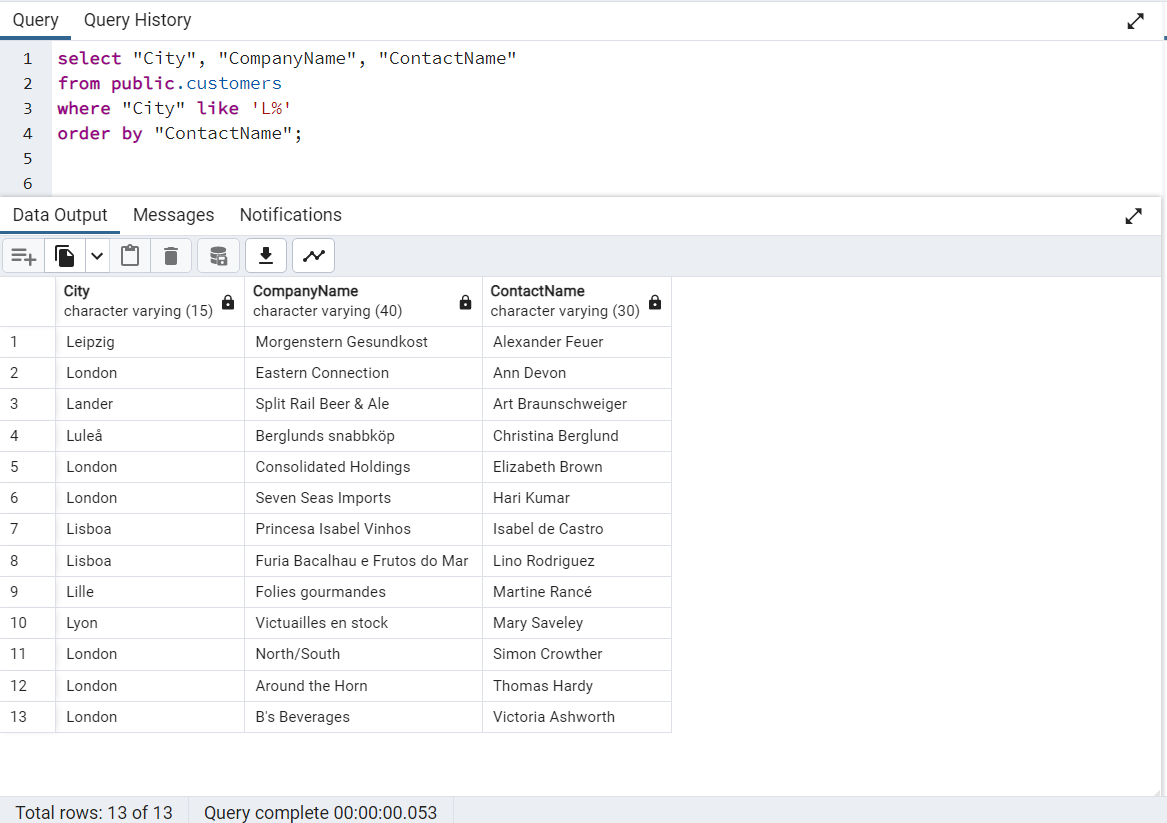 Query Query History
1 select "City", "CompanyName", "ContactName"
2 from public.customers
3 where "City" like 'L%'
4 order by "ContactName";
5
6
Data Output Messages Notifications
City CompanyName ContactName
character varying (15) character varying (40) character varying (30)
1 Leipzig Morgenstern Gesundkost Alexander Feuer
2 London Eastern Connection Ann Devon
3 Lander Split Rail Beer & Ale Art Braunschweiger
4 Luleå Berglunds snabbköp Christina Berglund
5 London Consolidated Holdings Elizabeth Brown
6 London Seven Seas Imports Hari Kumar
7 Lisboa Princesa Isabel Vinhos Isabel de Castro
8 Lisboa Furia Bacalhau e Frutos do Mar Lino Rodriguez
9 Lille Folies gourmandes Martine Rancé
10 Lyon Victuailles en stock Mary Saveley
11 London North/South Simon Crowther
12 London Around the Horn Thomas Hardy
13 London B's Beverages Victoria Ashworth
Total rows: 13 of 13 Query complete 00:00:00.053